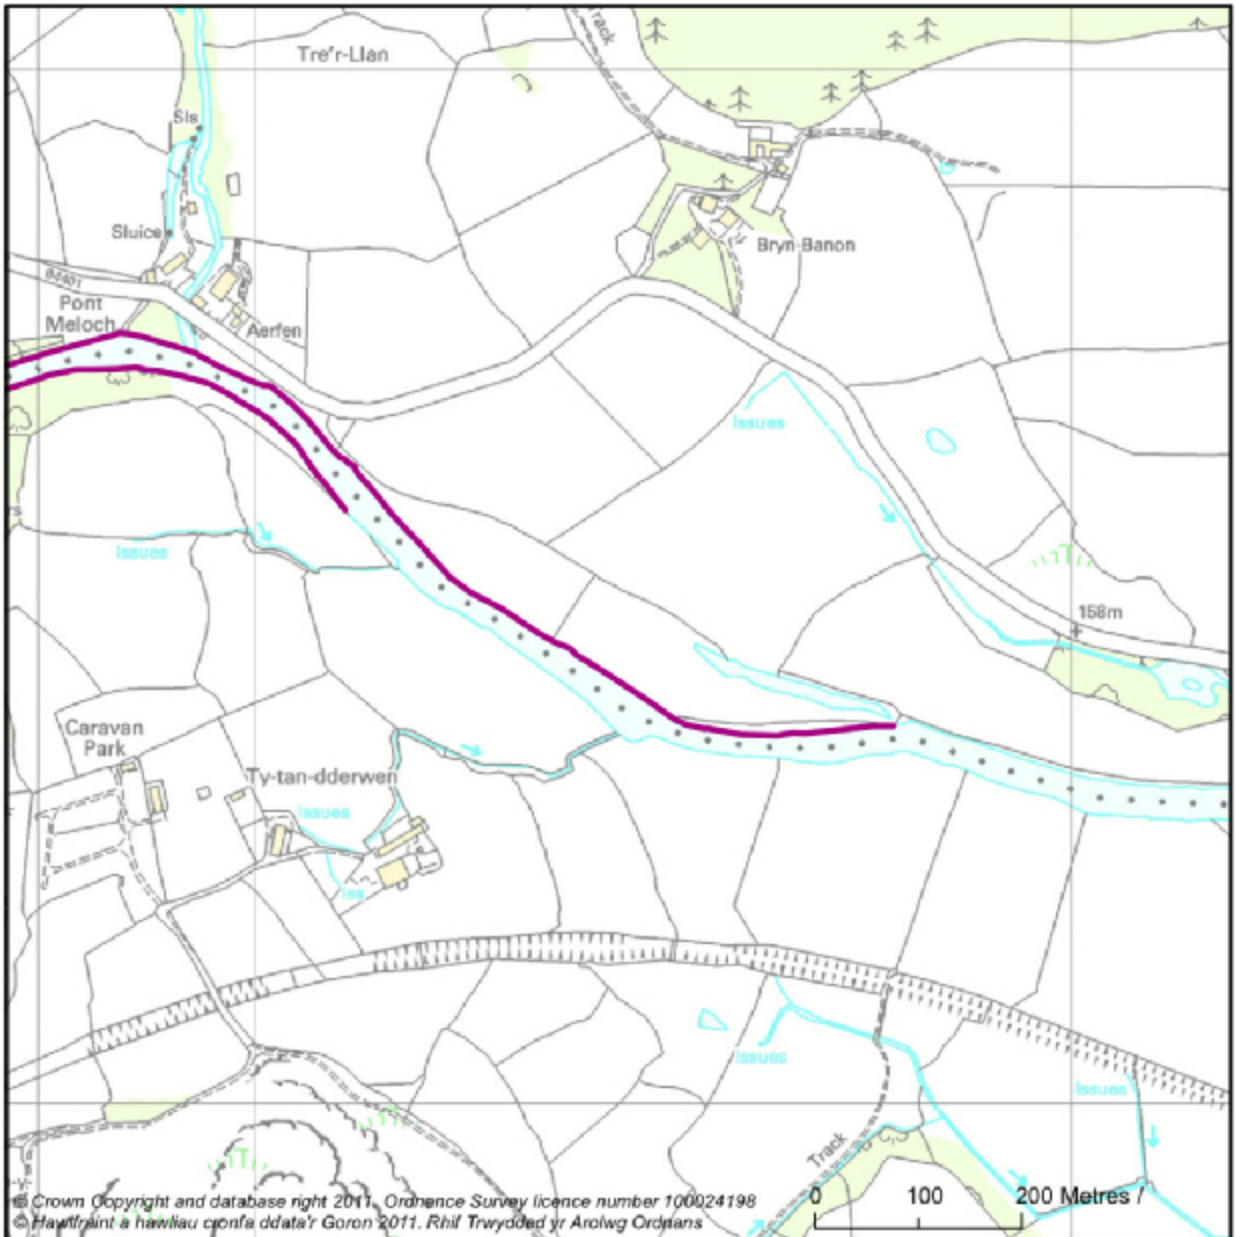 Track
Tre'r-Llan
Sls
Sluice
Bryn Banon
B4401
Pont
Meloch
Aerfen
Issues
Issues
158m
Caravan
Park
Ty-tan-dderwen
Issues
Iss
Issues
Issues
Track
0 100 200 Metres /
© Crown Copyright and database right 2011. Ordnance Survey licence number 100024198
© Hawlfraint a hawliau cronfa ddata'r Goron 2011. Rhif Trwydded yr Arolwg Ordnans